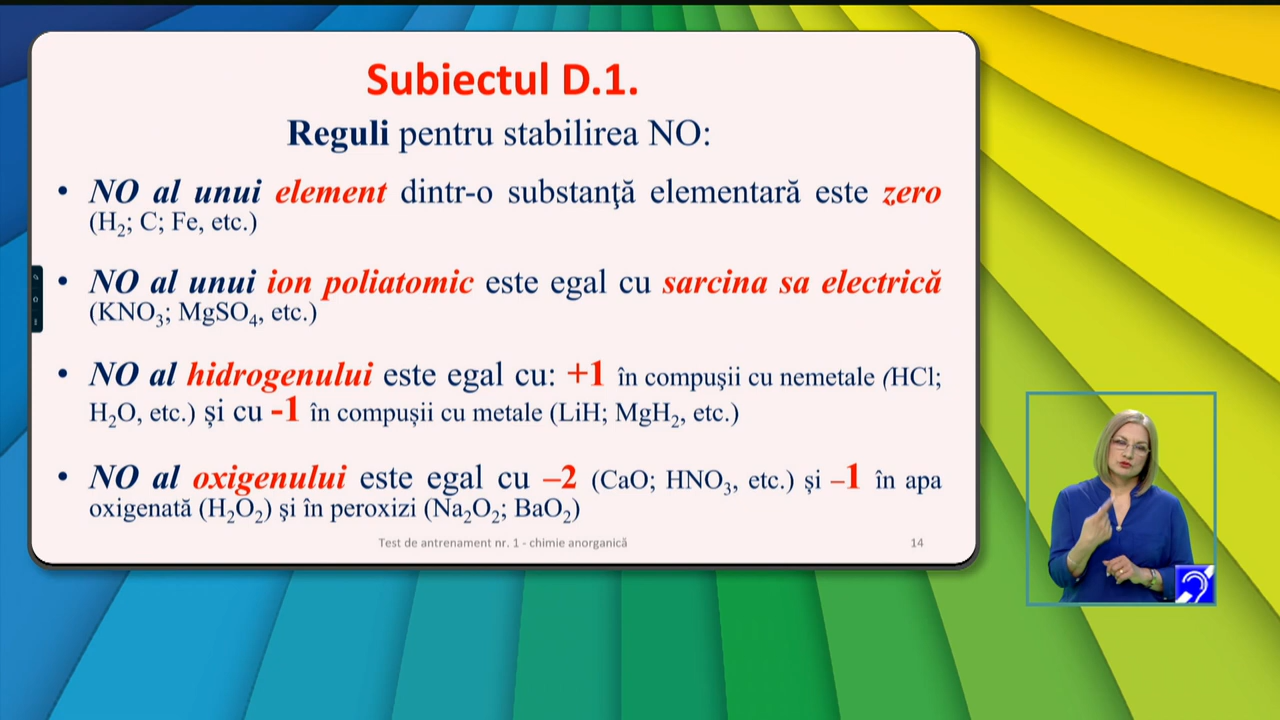 Subiectul D.1.
Reguli pentru stabilirea NO:
• NO al unui element dintr-o substanţă elementară este zero
(H₂; C; Fe, etc.)
• NO al unui ion poliatomic este egal cu sarcina sa electrică
(KNO₃; MgSO₄, etc.)
• NO al hidrogenului este egal cu: +1 în compuşii cu nemetale (HCl;
H₂O, etc.) și cu -1 în compușii cu metale (LiH; MgH₂, etc.)
• NO al oxigenului este egal cu –2 (CaO; HNO₃, etc.) și –1 în apa
oxigenată (H₂O₂) şi în peroxizi (Na₂O₂; BaO₂)
Test de antrenament nr. 1 - chimie anorganică 14